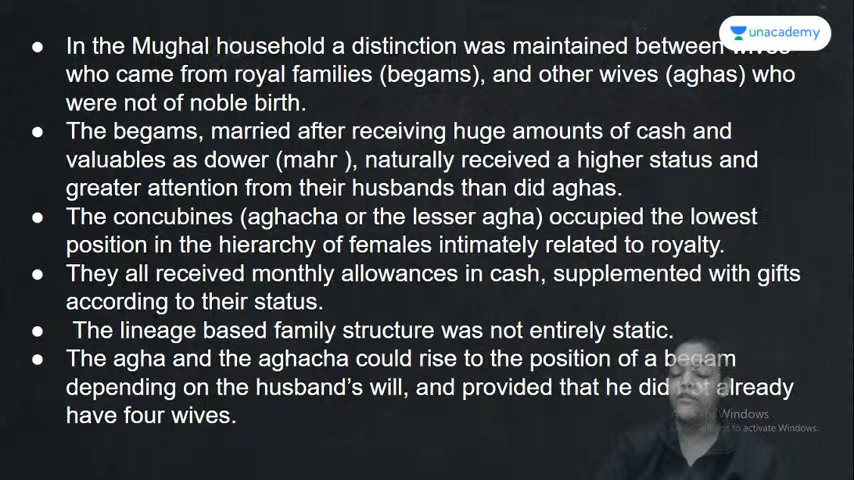 ● In the Mughal household a distinction was maintained between wives
who came from royal families (begams), and other wives (aghas) who
were not of noble birth.
● The begams, married after receiving huge amounts of cash and
valuables as dower (mahr ), naturally received a higher status and
greater attention from their husbands than did aghas.
● The concubines (aghacha or the lesser agha) occupied the lowest
position in the hierarchy of females intimately related to royalty.
● They all received monthly allowances in cash, supplemented with gifts
according to their status.
● The lineage based family structure was not entirely static.
● The agha and the aghacha could rise to the position of a begam
depending on the husband's will, and provided that he did not already
have four wives.
unacademy
Activate Windows
to activate Windows.